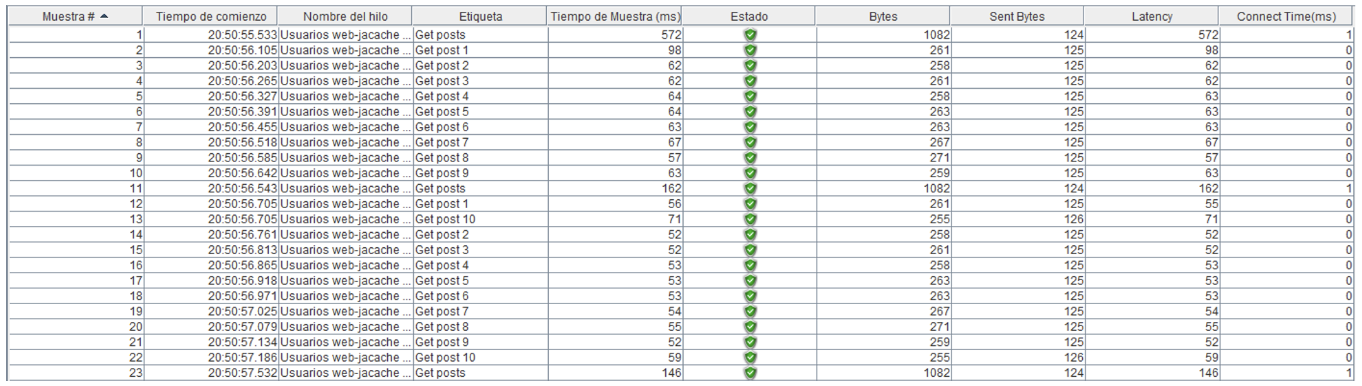 Muestra # Tiempo de comienzo Nombre del hilo Etiqueta Tiempo de Muestra (ms) Estado Bytes Sent Bytes Latency Connect Time(ms)
1 20:50:55.533 Usuarios web-jacache ... Get posts 572 1082 124 572 1
2 20:50:56.105 Usuarios web-jacache ... Get post 1 98 261 125 98 0
3 20:50:56.203 Usuarios web-jacache ... Get post 2 62 258 125 62 0
4 20:50:56.265 Usuarios web-jacache ... Get post 3 62 261 125 62 0
5 20:50:56.327 Usuarios web-jacache ... Get post 4 64 258 125 63 0
6 20:50:56.391 Usuarios web-jacache ... Get post 5 64 263 125 63 0
7 20:50:56.455 Usuarios web-jacache ... Get post 6 63 263 125 63 0
8 20:50:56.518 Usuarios web-jacache ... Get post 7 67 267 125 67 0
9 20:50:56.585 Usuarios web-jacache ... Get post 8 57 271 125 57 0
10 20:50:56.642 Usuarios web-jacache ... Get post 9 63 259 125 63 0
11 20:50:56.543 Usuarios web-jacache ... Get posts 162 1082 124 162 1
12 20:50:56.705 Usuarios web-jacache ... Get post 1 56 261 125 55 0
13 20:50:56.705 Usuarios web-jacache ... Get post 10 71 255 126 71 0
14 20:50:56.761 Usuarios web-jacache ... Get post 2 52 258 125 52 0
15 20:50:56.813 Usuarios web-jacache ... Get post 3 52 261 125 52 0
16 20:50:56.865 Usuarios web-jacache ... Get post 4 53 258 125 53 0
17 20:50:56.918 Usuarios web-jacache ... Get post 5 53 263 125 53 0
18 20:50:56.971 Usuarios web-jacache ... Get post 6 53 263 125 53 0
19 20:50:57.025 Usuarios web-jacache ... Get post 7 54 267 125 54 0
20 20:50:57.079 Usuarios web-jacache ... Get post 8 55 271 125 55 0
21 20:50:57.134 Usuarios web-jacache ... Get post 9 52 259 125 52 0
22 20:50:57.186 Usuarios web-jacache ... Get post 10 59 255 126 59 0
23 20:50:57.532 Usuarios web-jacache ... Get posts 146 1082 124 146 1